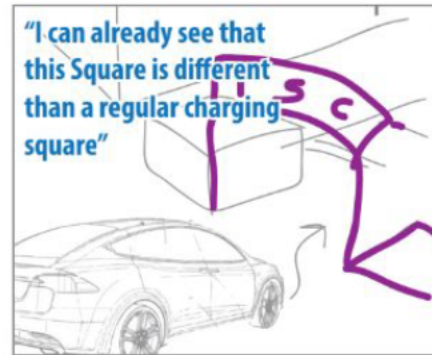 "I can already see that
this Square is different
than a regular charging
square"
T S C